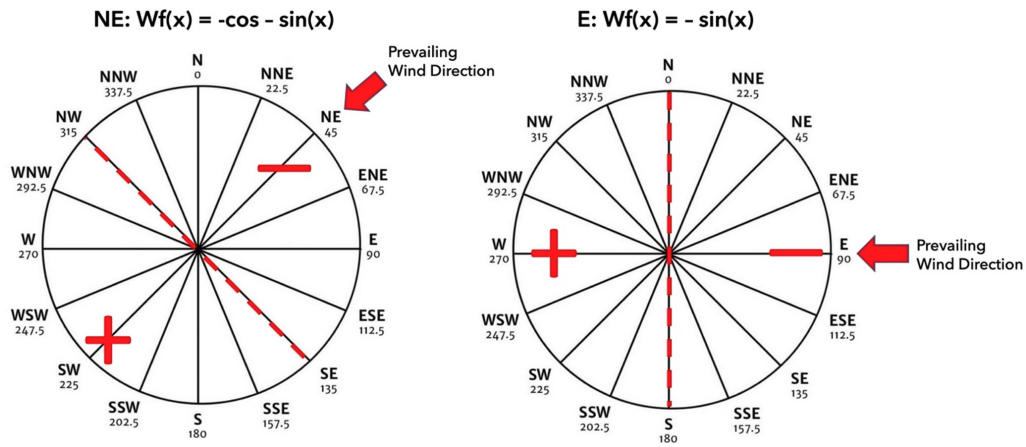 NE: Wf(x) = -cos – sin(x)
Prevailing
Wind Direction
N
0
NNE
22.5
NE
45
ENE
67.5
E
90
ESE
112.5
SE
135
SSE
157.5
S
180
SSW
202.5
SW
225
WSW
247.5
W
270
WNW
292.5
NW
315
NNW
337.5
E: Wf(x) = – sin(x)
N
0
NNE
22.5
NE
45
ENE
67.5
E
90
Prevailing
Wind Direction
ESE
112.5
SE
135
SSE
157.5
S
180
SSW
202.5
SW
225
WSW
247.5
W
270
WNW
292.5
NW
315
NNW
337.5